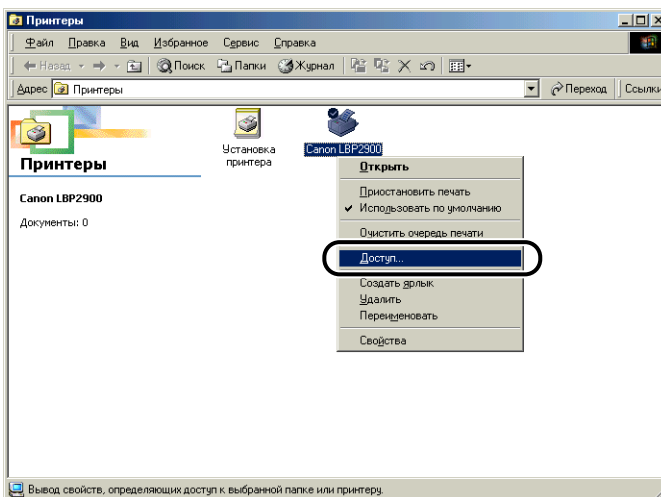 Принтеры
Файл Правка Вид Избранное Сервис Справка
Назад Поиск Папки Журнал
Адрес Принтеры Переход Ссылки
Установка принтера
Canon LBP2900
Принтеры
Canon LBP2900
Документы: 0
Открыть
Приостановить печать
Использовать по умолчанию
Очистить очередь печати
Доступ...
Создать ярлык
Удалить
Переименовать
Свойства
Вывод свойств, определяющих доступ к выбранной папке или принтеру.